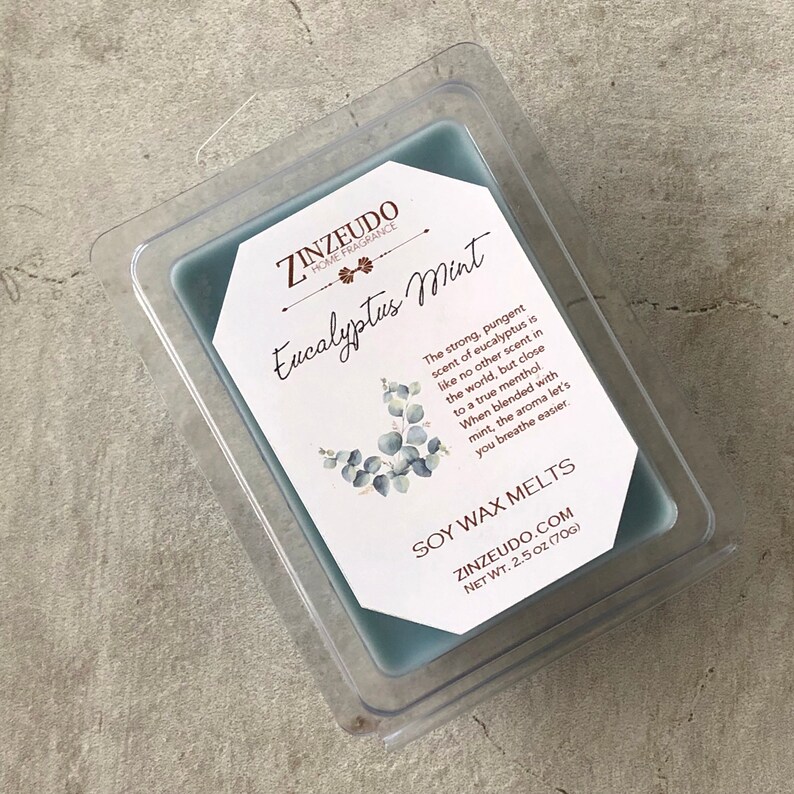 ZINZEUDO
HOME FRAGRANCE
Eucalyptus Mint
The strong, pungent
scent of eucalyptus is
like no other scent in
the world, but close
to a true menthol.
When blended with
mint, the aroma let's
you breathe easier.
SOY WAX MELTS
ZINZEUDO.COM
NET WT. 2.5 OZ (70G)